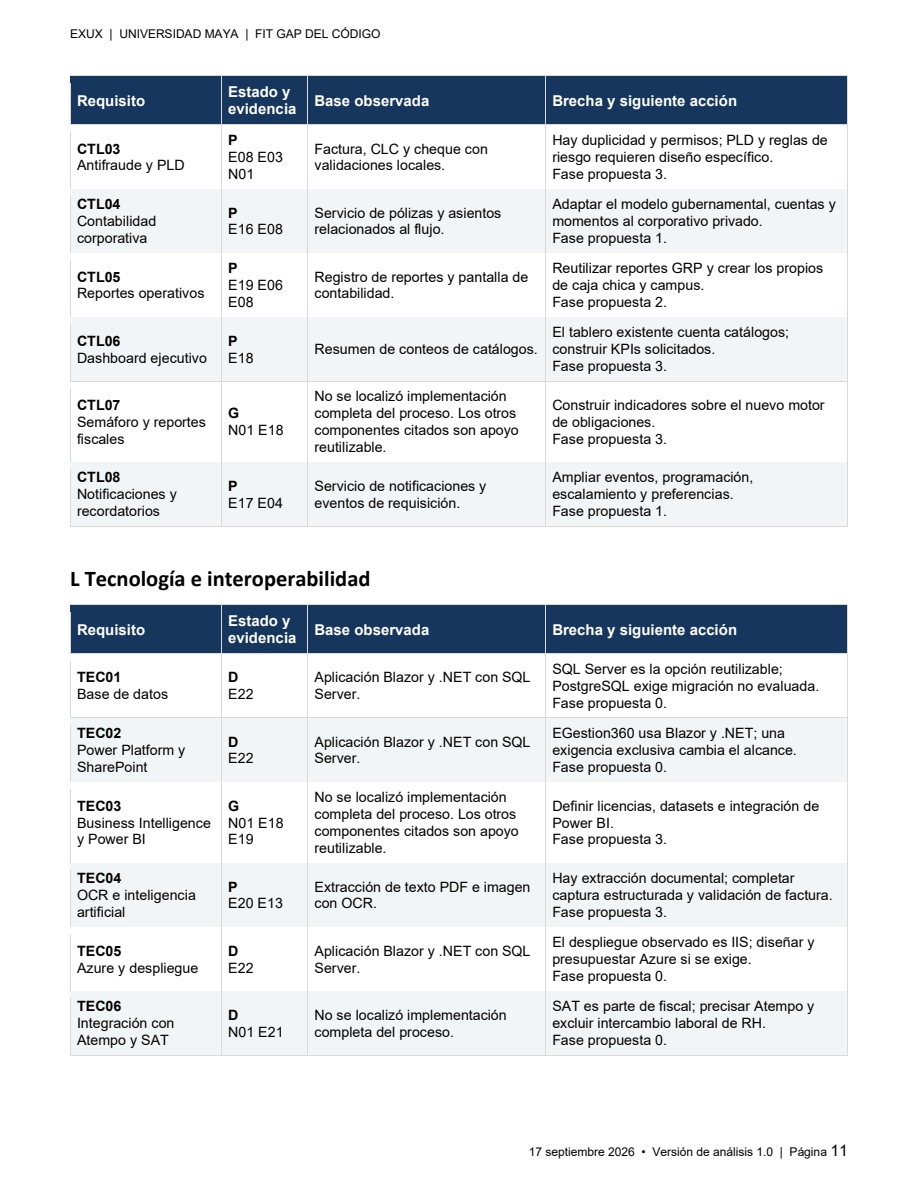 EXUX | UNIVERSIDAD MAYA | FIT GAP DEL CÓDIGO
Requisito
Estado y
evidencia
Base observada
Brecha y siguiente acción
CTL03
Antifraude y PLD
P
E08 E03
N01
Factura, CLC y cheque con
validaciones locales.
Hay duplicidad y permisos; PLD y reglas de
riesgo requieren diseño específico.
Fase propuesta 3.
CTL04
Contabilidad
corporativa
P
E16 E08
Servicio de pólizas y asientos
relacionados al flujo.
Adaptar el modelo gubernamental, cuentas y
momentos al corporativo privado.
Fase propuesta 1.
CTL05
Reportes operativos
P
E19 E06
E08
Registro de reportes y pantalla de
contabilidad.
Reutilizar reportes GRP y crear los propios
de caja chica y campus.
Fase propuesta 2.
CTL06
Dashboard ejecutivo
P
E18
Resumen de conteos de catálogos.
El tablero existente cuenta catálogos;
construir KPIs solicitados.
Fase propuesta 3.
CTL07
Semáforo y reportes
fiscales
G
N01 E18
No se localizó implementación
completa del proceso. Los otros
componentes citados son apoyo
reutilizable.
Construir indicadores sobre el nuevo motor
de obligaciones.
Fase propuesta 3.
CTL08
Notificaciones y
recordatorios
P
E17 E04
Servicio de notificaciones y
eventos de requisición.
Ampliar eventos, programación,
escalamiento y preferencias.
Fase propuesta 1.
L Tecnología e interoperabilidad
Requisito
Estado y
evidencia
Base observada
Brecha y siguiente acción
TEC01
Base de datos
D
E22
Aplicación Blazor y .NET con SQL
Server.
SQL Server es la opción reutilizable;
PostgreSQL exige migración no evaluada.
Fase propuesta 0.
TEC02
Power Platform y
SharePoint
D
E22
Aplicación Blazor y .NET con SQL
Server.
EGestion360 usa Blazor y .NET; una
exigencia exclusiva cambia el alcance.
Fase propuesta 0.
TEC03
Business Intelligence
y Power BI
G
N01 E18
E19
No se localizó implementación
completa del proceso. Los otros
componentes citados son apoyo
reutilizable.
Definir licencias, datasets e integración de
Power BI.
Fase propuesta 3.
TEC04
OCR e inteligencia
artificial
P
E20 E13
Extracción de texto PDF e imagen
con OCR.
Hay extracción documental; completar
captura estructurada y validación de factura.
Fase propuesta 3.
TEC05
Azure y despliegue
D
E22
Aplicación Blazor y .NET con SQL
Server.
El despliegue observado es IIS; diseñar y
presupuestar Azure si se exige.
Fase propuesta 0.
TEC06
Integración con
Atempo y SAT
D
N01 E21
No se localizó implementación
completa del proceso.
SAT es parte de fiscal; precisar Atempo y
excluir intercambio laboral de RH.
Fase propuesta 0.
17 septiembre 2026 • Versión de análisis 1.0 | Página 11